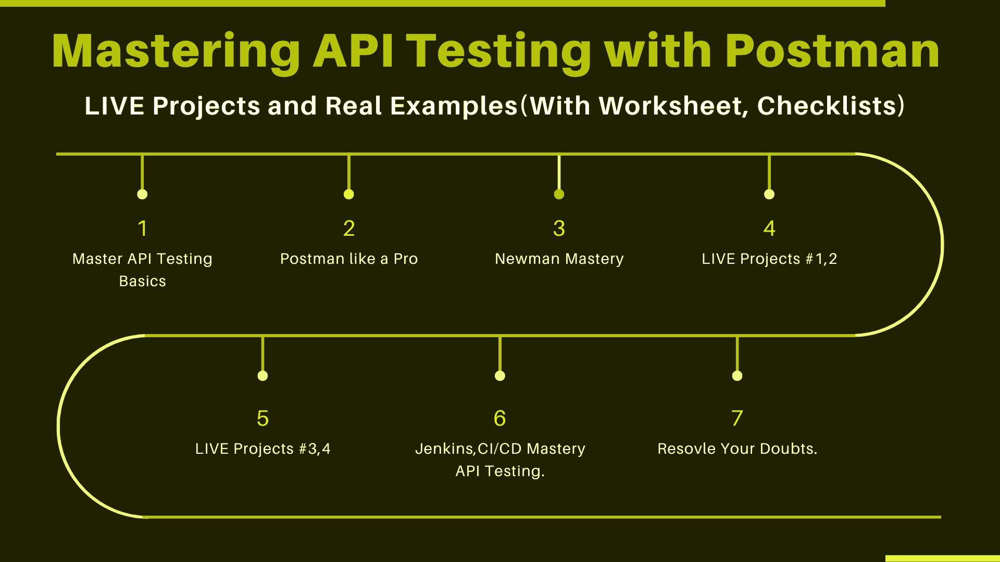 Mastering API Testing with Postman
LIVE Projects and Real Examples(With Worksheet, Checklists)
1
Master API Testing
Basics
2
Postman like a Pro
3
Newman Mastery
4
LIVE Projects #1,2
5
LIVE Projects #3,4
6
Jenkins,CI/CD Mastery
API Testing.
7
Resovle Your Doubts.